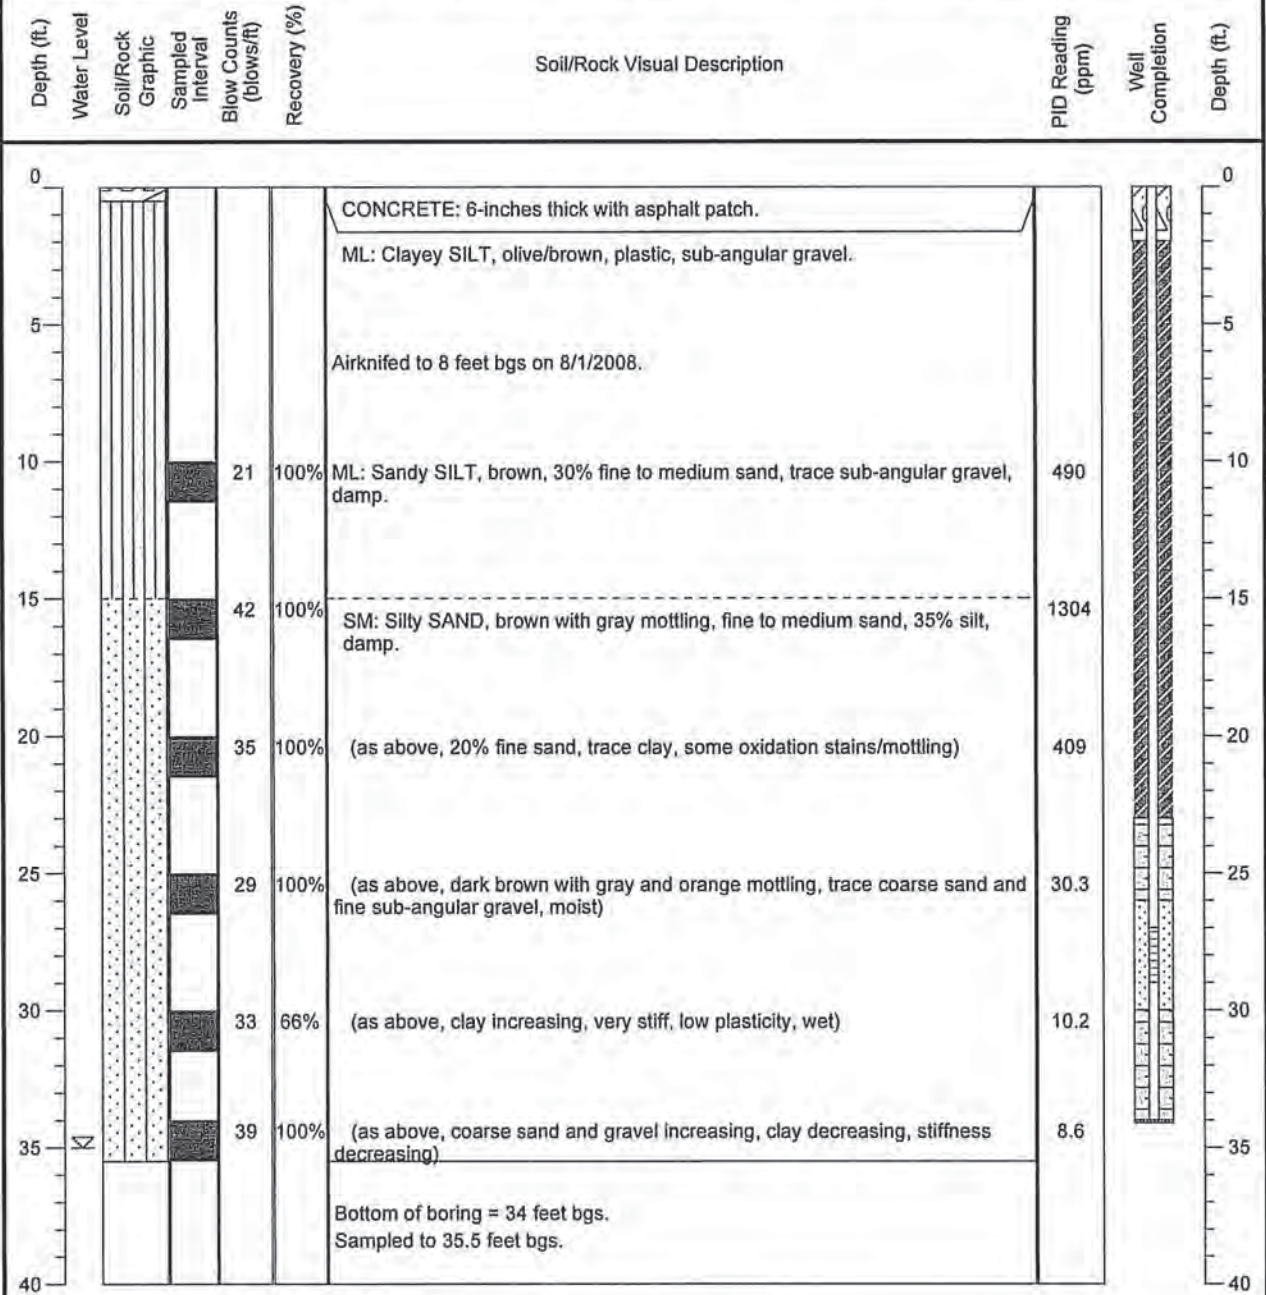 Depth (ft.)
Water Level
Soil/Rock
Graphic
Sampled
Interval
Blow Counts
(blows/ft)
Recovery (%)
Soil/Rock Visual Description
PID Reading
(ppm)
Well
Completion
Depth (ft.)
0 0
CONCRETE: 6-inches thick with asphalt patch.
ML: Clayey SILT, olive/brown, plastic, sub-angular gravel.
5 5
Airknifed to 8 feet bgs on 8/1/2008.
10 21 100% ML: Sandy SILT, brown, 30% fine to medium sand, trace sub-angular gravel, 490 10
damp.
15 42 100% 1304 15
SM: Silty SAND, brown with gray mottling, fine to medium sand, 35% silt,
damp.
20 35 100% (as above, 20% fine sand, trace clay, some oxidation stains/mottling) 409 20
25 29 100% (as above, dark brown with gray and orange mottling, trace coarse sand and 30.3 25
fine sub-angular gravel, moist)
30 33 66% (as above, clay increasing, very stiff, low plasticity, wet) 10.2 30
39 100% (as above, coarse sand and gravel increasing, clay decreasing, stiffness 8.6
35 decreasing) 35
Bottom of boring = 34 feet bgs.
Sampled to 35.5 feet bgs.
40 40